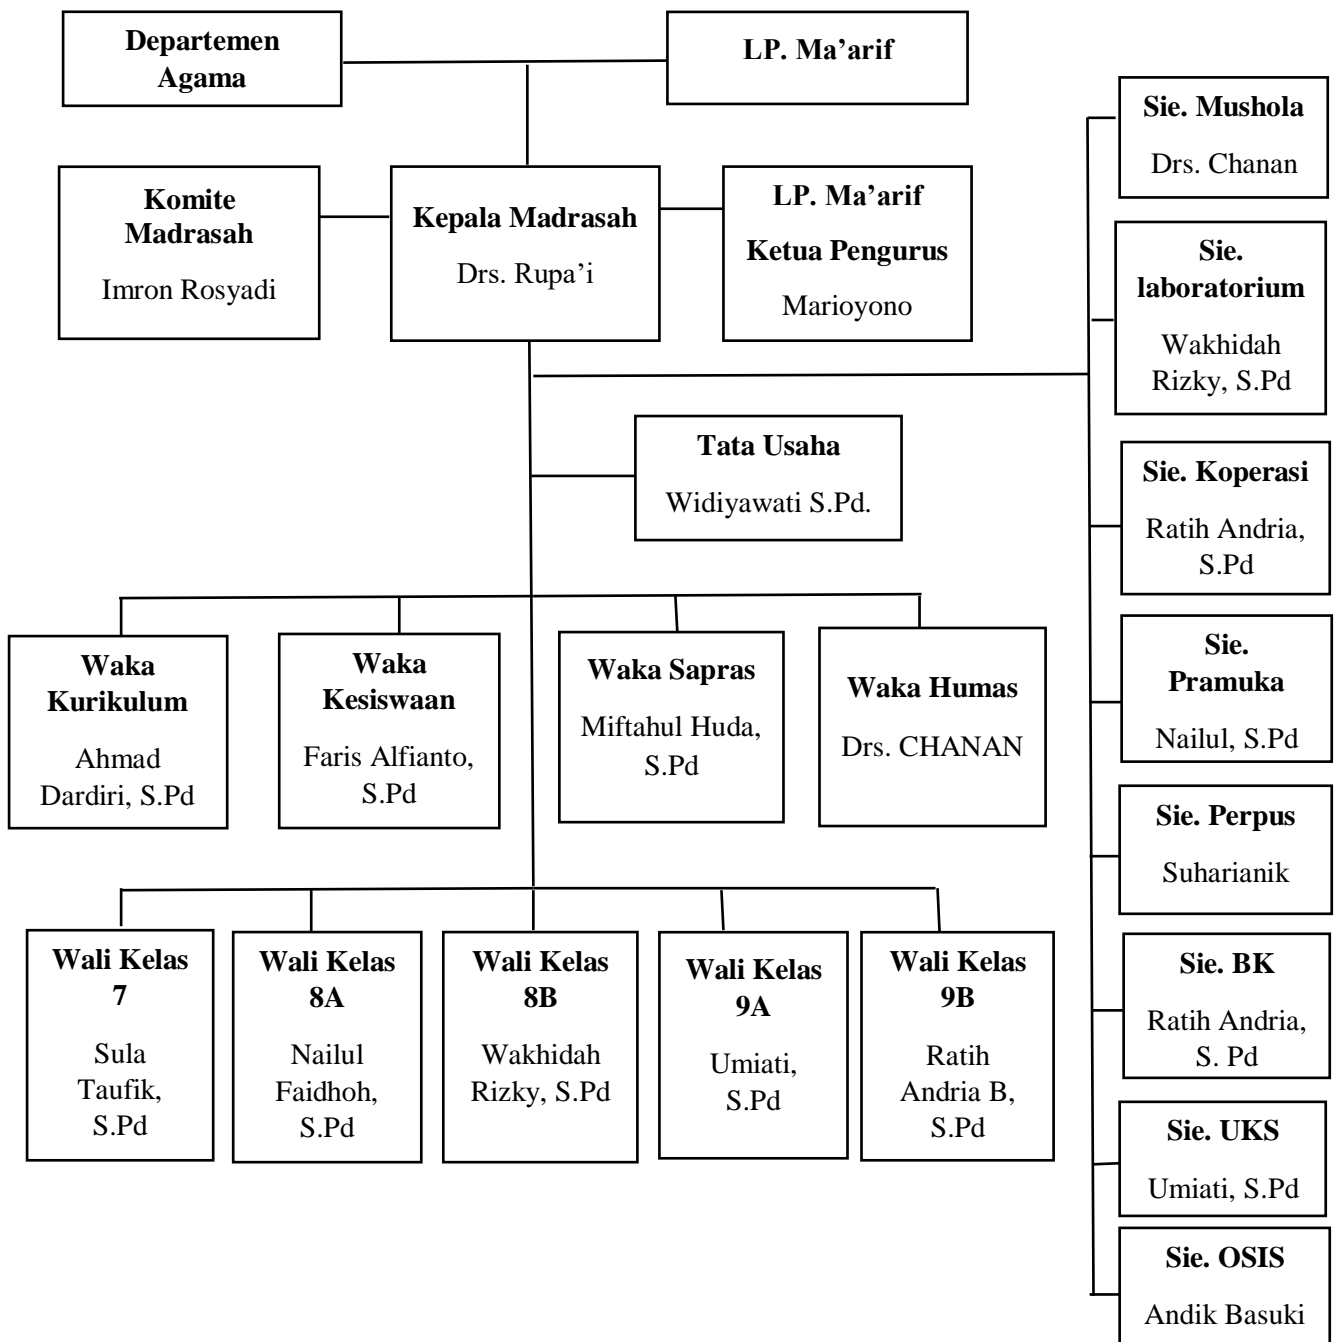 Departemen
Agama
LP. Ma’arif
Komite
Madrasah
Imron Rosyadi
Kepala Madrasah
Drs. Rupa’i
LP. Ma’arif
Ketua Pengurus
Marioyono
Tata Usaha
Widiyawati S.Pd.
Waka
Kurikulum
Ahmad
Dardiri, S.Pd
Waka
Kesiswaan
Faris Alfianto,
S.Pd
Waka Sapras
Miftahul Huda,
S.Pd
Waka Humas
Drs. CHANAN
Wali Kelas
7
Sula
Taufik,
S.Pd
Wali Kelas
8A
Nailul
Faidhoh,
S.Pd
Wali Kelas
8B
Wakhidah
Rizky, S.Pd
Wali Kelas
9A
Umiati,
S.Pd
Wali Kelas
9B
Ratih
Andria B,
S.Pd
Sie. Mushola
Drs. Chanan
Sie.
laboratorium
Wakhidah
Rizky, S.Pd
Sie. Koperasi
Ratih Andria,
S.Pd
Sie.
Pramuka
Nailul, S.Pd
Sie. Perpus
Suharianik
Sie. BK
Ratih Andria,
S. Pd
Sie. UKS
Umiati, S.Pd
Sie. OSIS
Andik Basuki